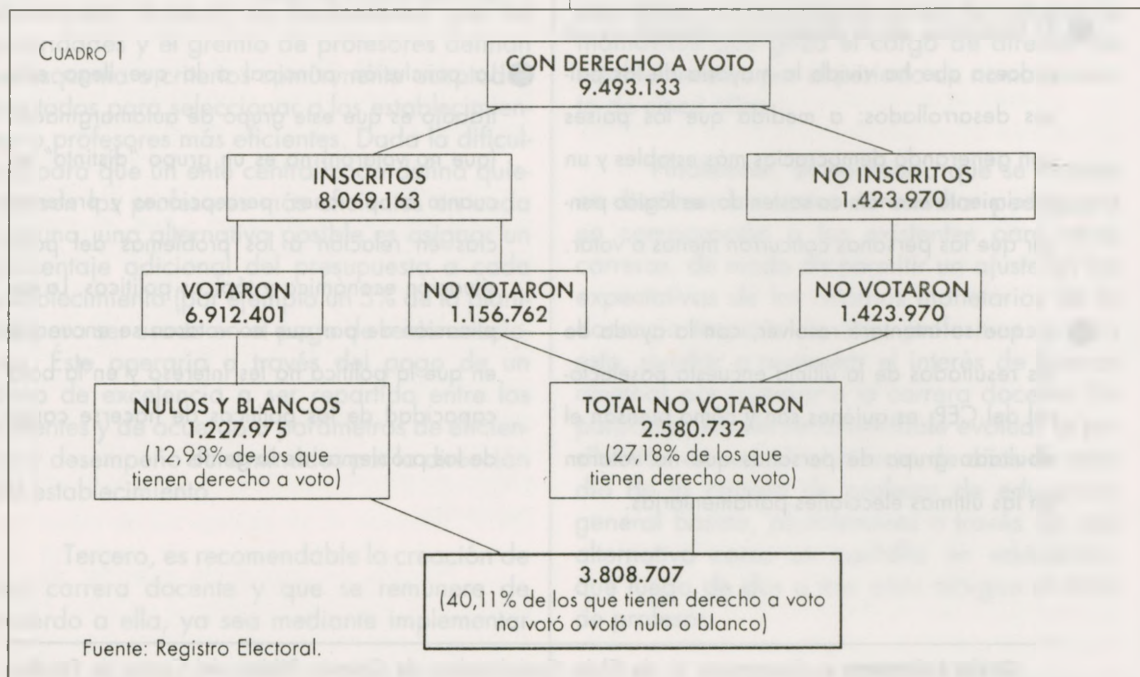 CUADRO 1
CON DERECHO A VOTO
9.493.133
INSCRITOS
8.069.163
NO INSCRITOS
1.423.970
VOTARON
6.912.401
NO VOTARON
1.156.762
NO VOTARON
1.423.970
NULOS Y BLANCOS
1.227.975
(12,93% de los que
tienen derecho a voto)
TOTAL NO VOTARON
2.580.732
(27,18% de los que
tienen derecho a voto)
3.808.707
(40,11% de los que tienen derecho a voto
no votó o votó nulo o blanco)
Fuente: Registro Electoral.